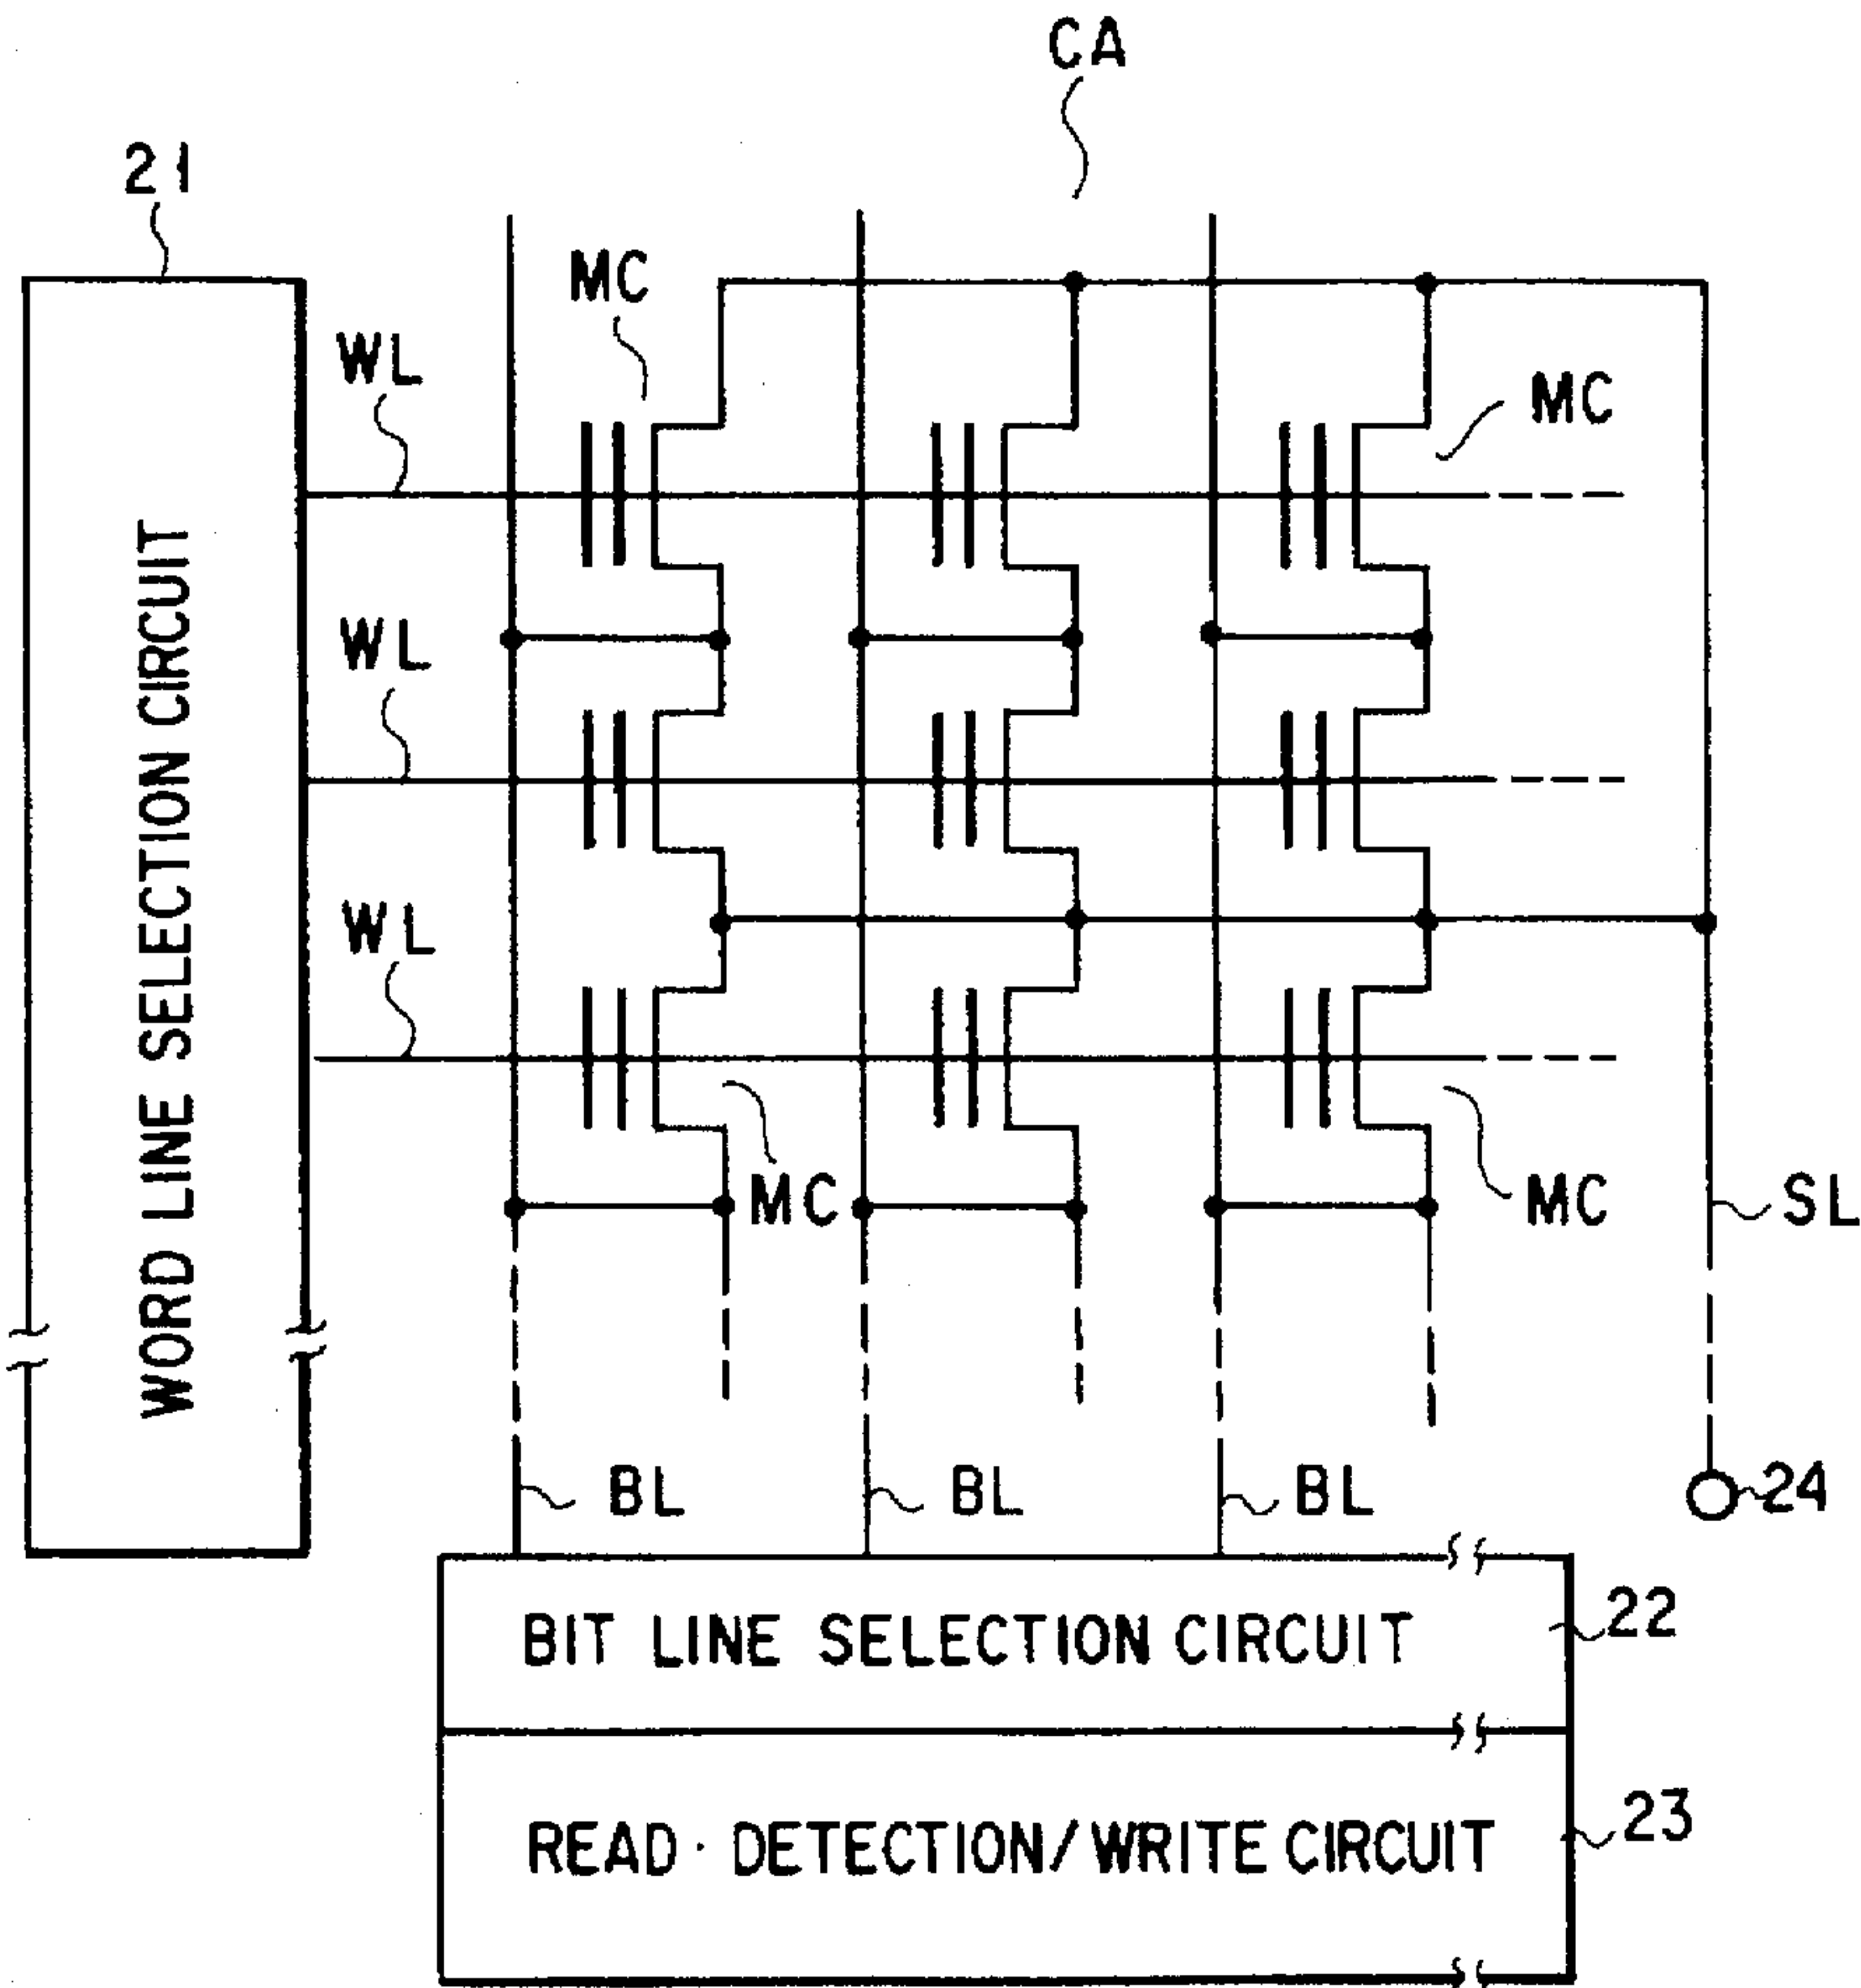 CA
21
MC
WL
MC
WL
WORD LINE SELECTION CIRCUIT
WL
MC
MC
SL
BL
BL
BL
24
BIT LINE SELECTION CIRCUIT
22
READ · DETECTION/WRITE CIRCUIT
23